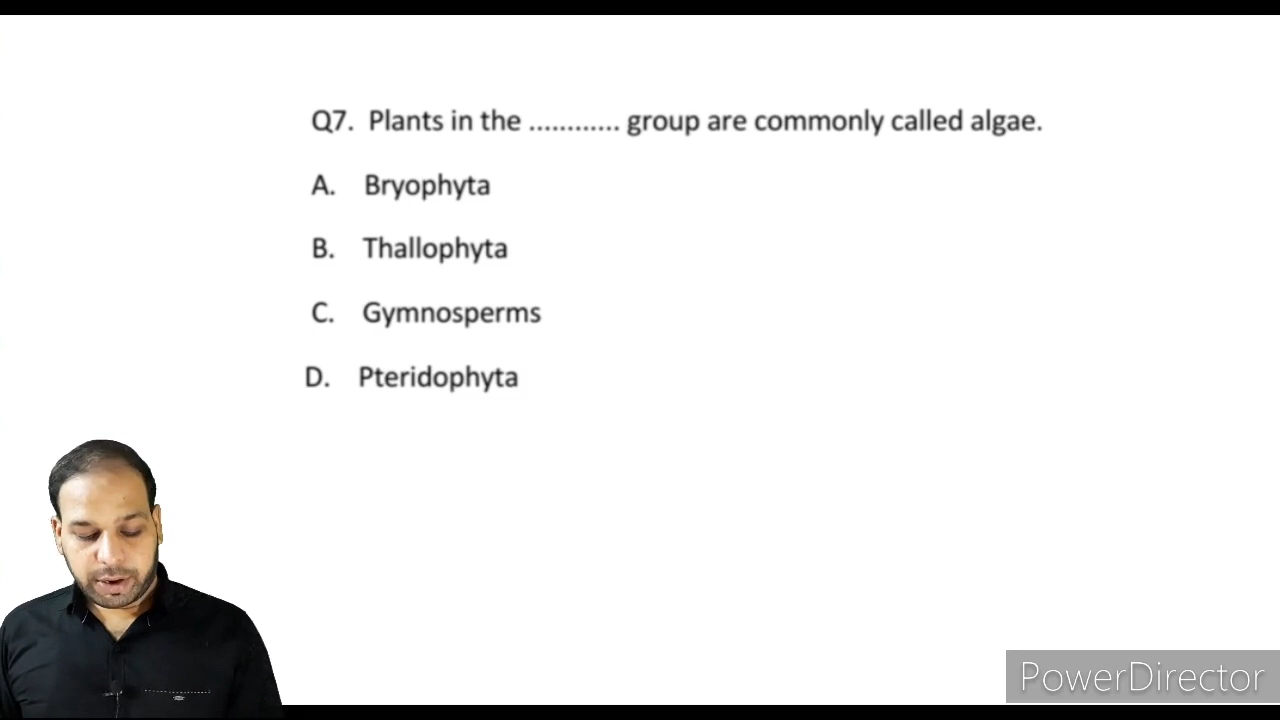 Q7. Plants in the ............ group are commonly called algae.
A. Bryophyta
B. Thallophyta
C. Gymnosperms
D. Pteridophyta
PowerDirector